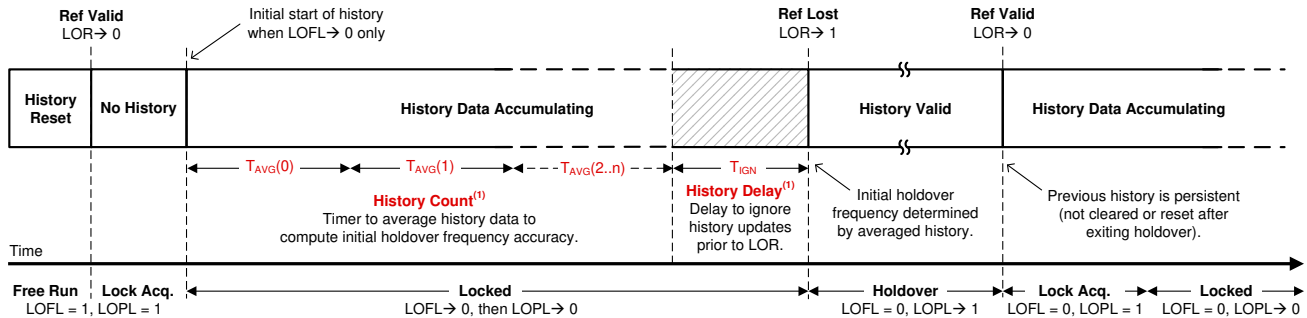 Ref Valid
LOR→ 0
Initial start of history
when LOFL→ 0 only
Ref Lost
LOR→ 1
Ref Valid
LOR→ 0
History
Reset
No History
History Data Accumulating
History Valid
History Data Accumulating
TAVG(0)
TAVG(1)
TAVG(2..n)
TIGN
History Count(1)
Timer to average history data to
compute initial holdover frequency accuracy.
History Delay(1)
Delay to ignore
history updates
prior to LOR.
Initial holdover
frequency determined
by averaged history.
Previous history is persistent
(not cleared or reset after
exiting holdover).
Time
Free Run
Lock Acq.
LOFL = 1, LOPL = 1
Locked
LOFL→ 0, then LOPL→ 0
Holdover
LOFL = 0, LOPL→ 1
Lock Acq.
LOFL = 0, LOPL = 1
Locked
LOFL = 0, LOPL→ 0